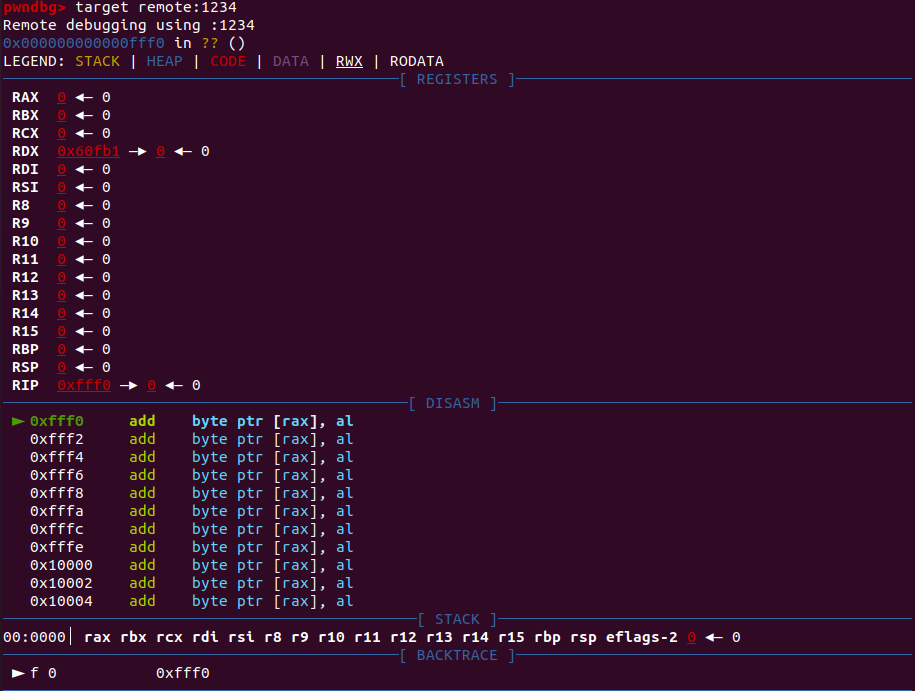 pwndbg> target remote:1234
Remote debugging using :1234
0x000000000000fff0 in ?? ()
LEGEND: STACK | HEAP | CODE | DATA | RWX | RODATA
[ REGISTERS ]
RAX 0 ◄— 0
RBX 0 ◄— 0
RCX 0 ◄— 0
RDX 0x60fb1 —► 0 ◄— 0
RDI 0 ◄— 0
RSI 0 ◄— 0
R8 0 ◄— 0
R9 0 ◄— 0
R10 0 ◄— 0
R11 0 ◄— 0
R12 0 ◄— 0
R13 0 ◄— 0
R14 0 ◄— 0
R15 0 ◄— 0
RBP 0 ◄— 0
RSP 0 ◄— 0
RIP 0xfff0 —► 0 ◄— 0
[ DISASM ]
► 0xfff0 add byte ptr [rax], al
0xfff2 add byte ptr [rax], al
0xfff4 add byte ptr [rax], al
0xfff6 add byte ptr [rax], al
0xfff8 add byte ptr [rax], al
0xfffa add byte ptr [rax], al
0xfffc add byte ptr [rax], al
0xfffe add byte ptr [rax], al
0x10000 add byte ptr [rax], al
0x10002 add byte ptr [rax], al
0x10004 add byte ptr [rax], al
[ STACK ]
00:0000│ rax rbx rcx rdi rsi r8 r9 r10 r11 r12 r13 r14 r15 rbp rsp eflags-2 0 ◄— 0
[ BACKTRACE ]
► f 0 0xfff0